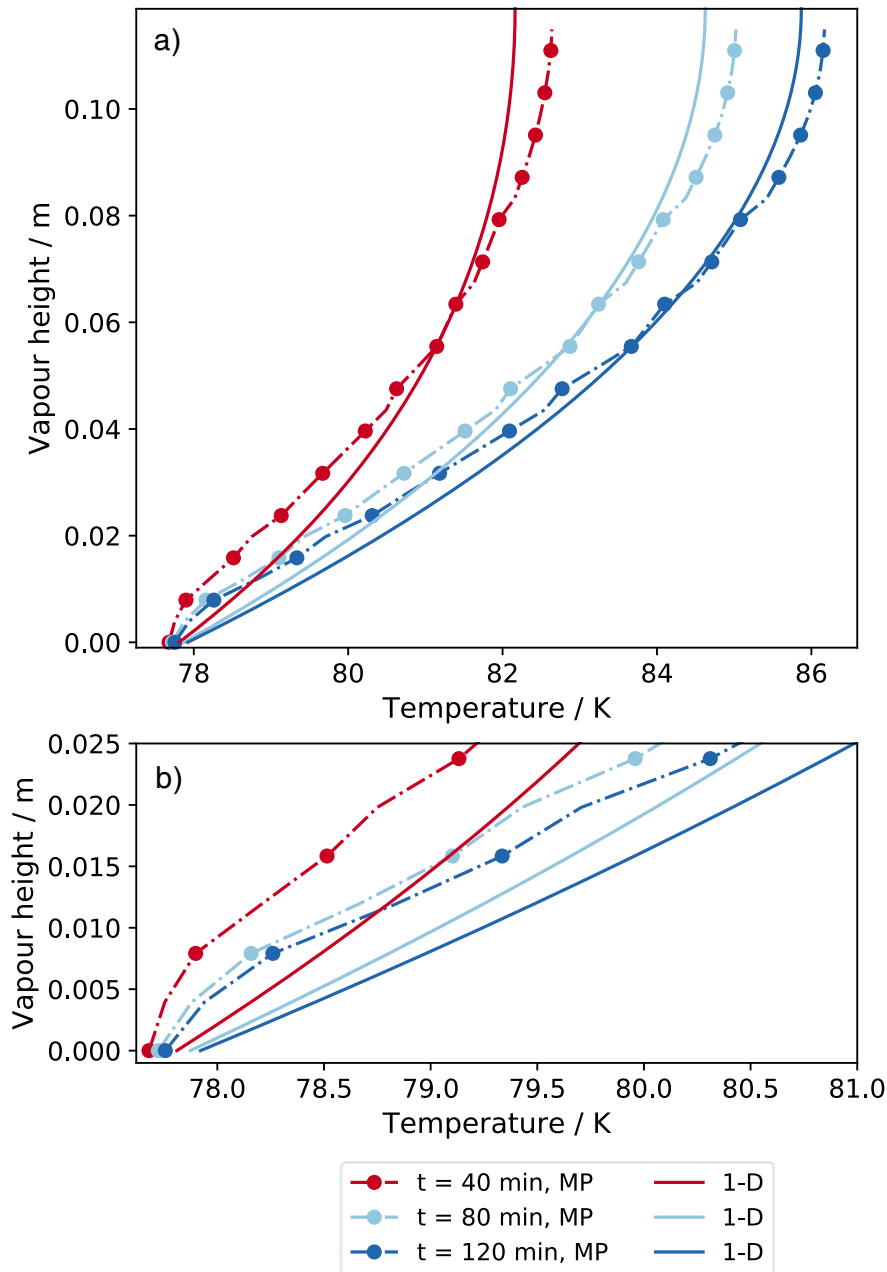 a)
0.10
0.08
0.06
0.04
0.02
0.00
Vapour height / m
78 80 82 84 86
Temperature / K
b)
0.025
0.020
0.015
0.010
0.005
0.000
Vapour height / m
78.0 78.5 79.0 79.5 80.0 80.5 81.0
Temperature / K
t = 40 min, MP 1-D
t = 80 min, MP 1-D
t = 120 min, MP 1-D